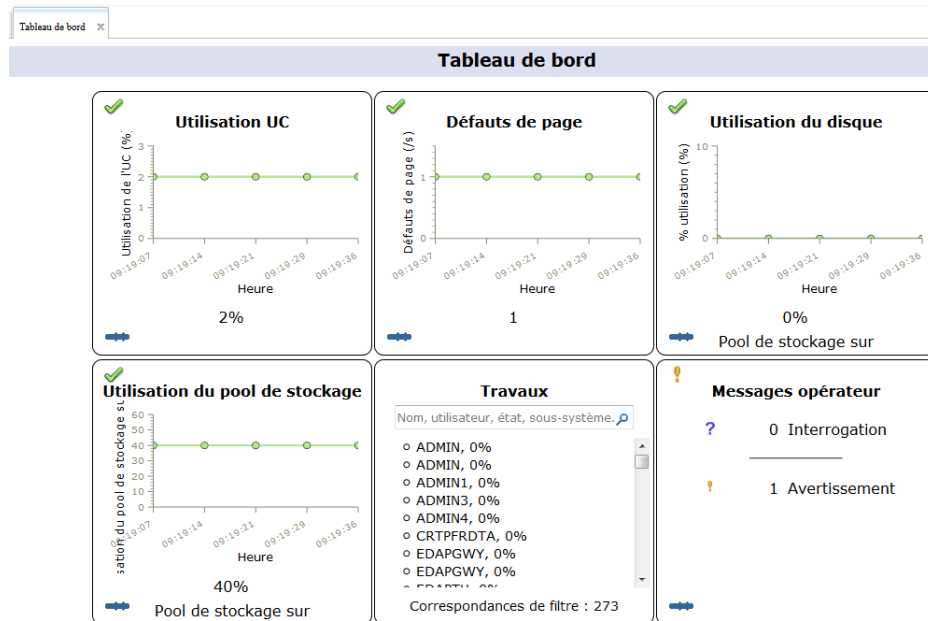 Tableau de bord
Tableau de bord
Utilisation UC
Utilisation de l'UC (%)
3
2
1
0
09:19:07
09:19:14
09:19:21
09:19:29
09:19:36
Heure
2%
Défauts de page
Défauts de page (/s)
1
0
09:19:07
09:19:14
09:19:21
09:19:29
09:19:36
Heure
1
Utilisation du disque
% utilisation (%)
10
0
09:19:07
09:19:14
09:19:21
09:19:29
09:19:36
Heure
0%
Pool de stockage sur
Utilisation du pool de stockage
sation du pool de stockage su
60
50
40
30
20
10
0
09:19:07
09:19:14
09:19:21
09:19:29
09:19:36
Heure
40%
Pool de stockage sur
Travaux
Nom, utilisateur, état, sous-système.
ADMIN, 0%
ADMIN, 0%
ADMIN1, 0%
ADMIN3, 0%
ADMIN4, 0%
CRTPFRDTA, 0%
EDAPGWY, 0%
EDAPGWY, 0%
Correspondances de filtre : 273
Messages opérateur
? 0 Interrogation
1 Avertissement